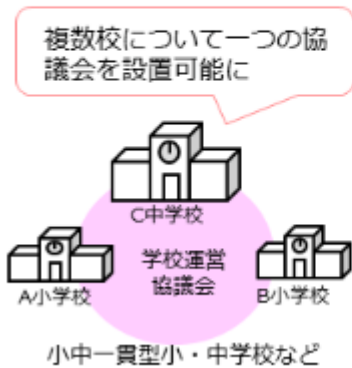 複数校について一つの協
議会を設置可能に
C中学校
学校運営
協議会
A小学校
B小学校
小中一貫型小・中学校など